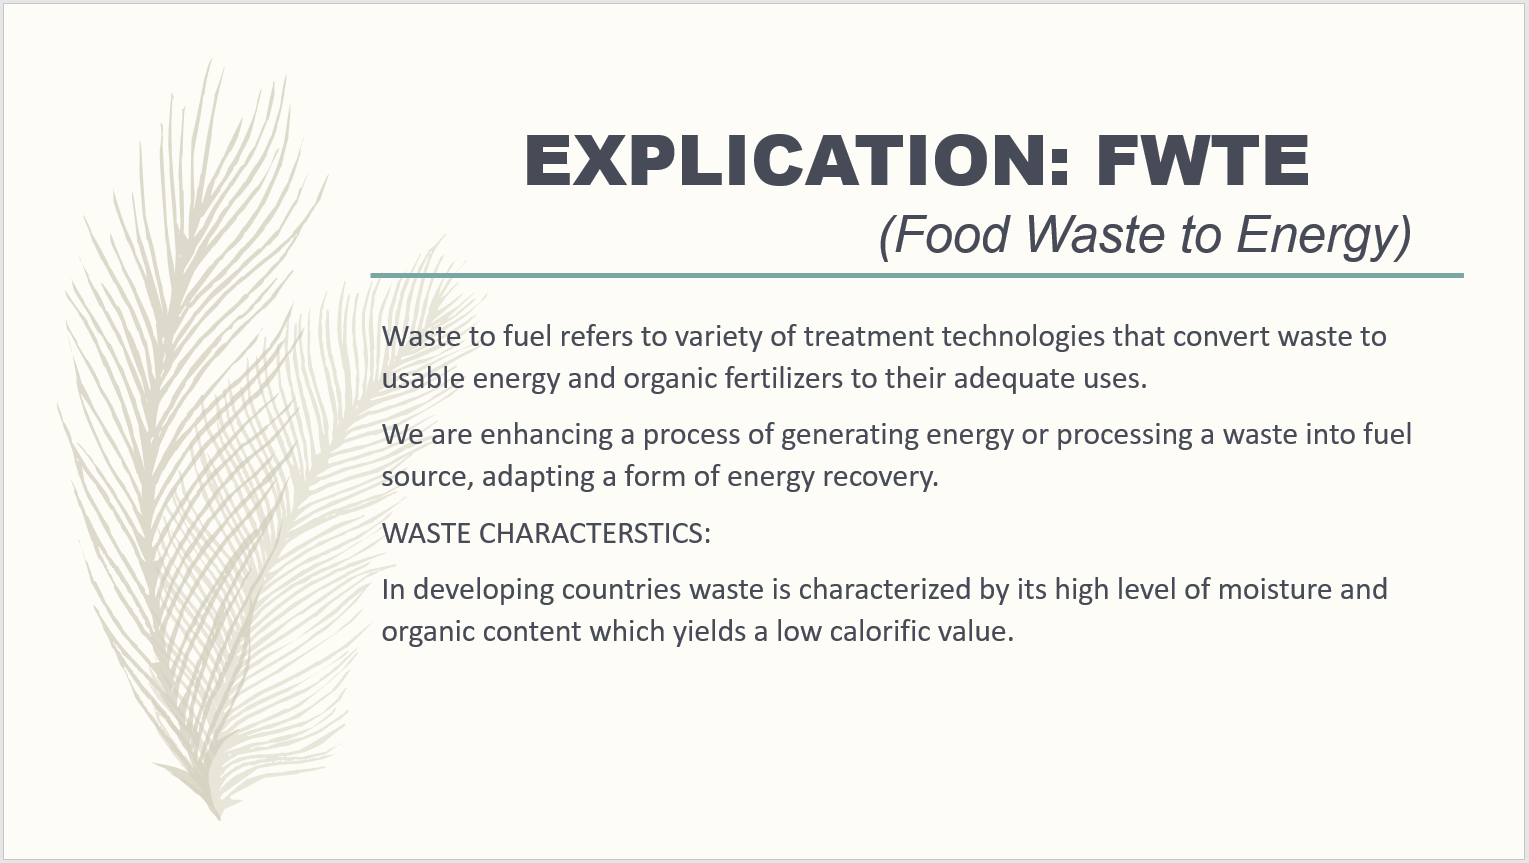 EXPLICATION: FWTE
(Food Waste to Energy)
Waste to fuel refers to variety of treatment technologies that convert waste to
usable energy and organic fertilizers to their adequate uses.
We are enhancing a process of generating energy or processing a waste into fuel
source, adapting a form of energy recovery.
WASTE CHARACTERSTICS:
In developing countries waste is characterized by its high level of moisture and
organic content which yields a low calorific value.